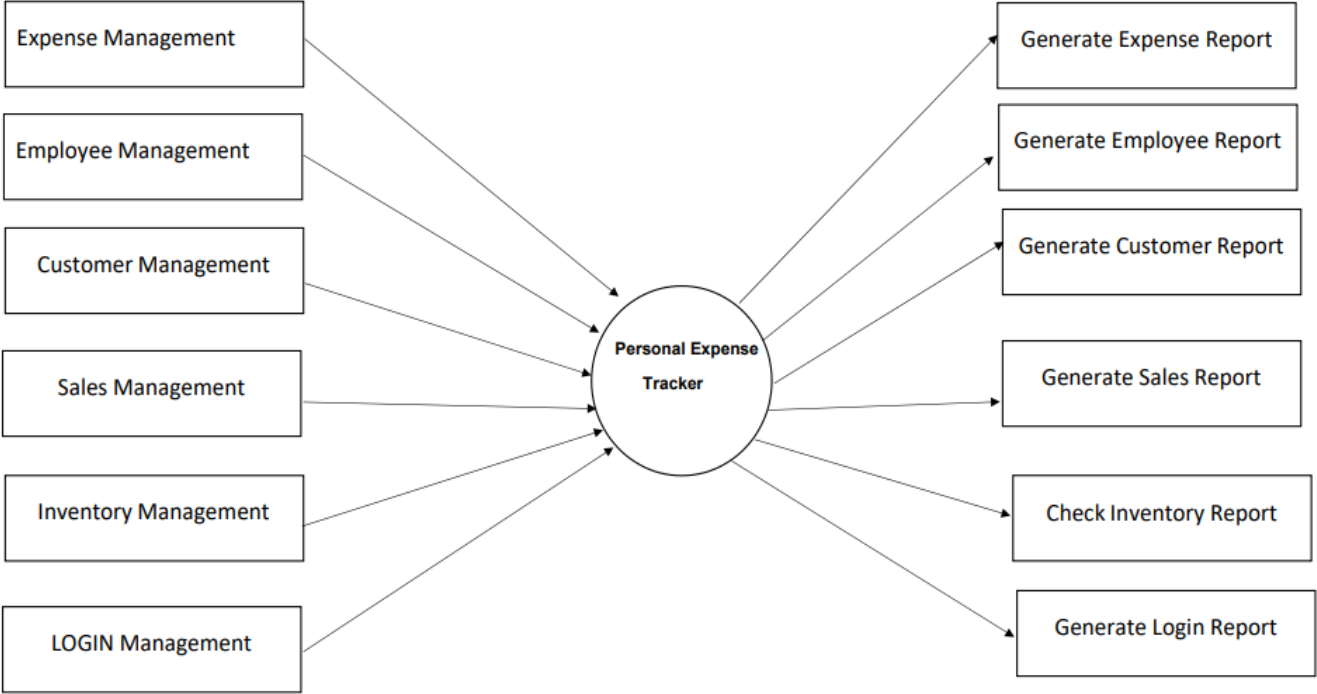 Expense Management
Employee Management
Customer Management
Sales Management
Inventory Management
LOGIN Management
Personal Expense
Tracker
Generate Expense Report
Generate Employee Report
Generate Customer Report
Generate Sales Report
Check Inventory Report
Generate Login Report